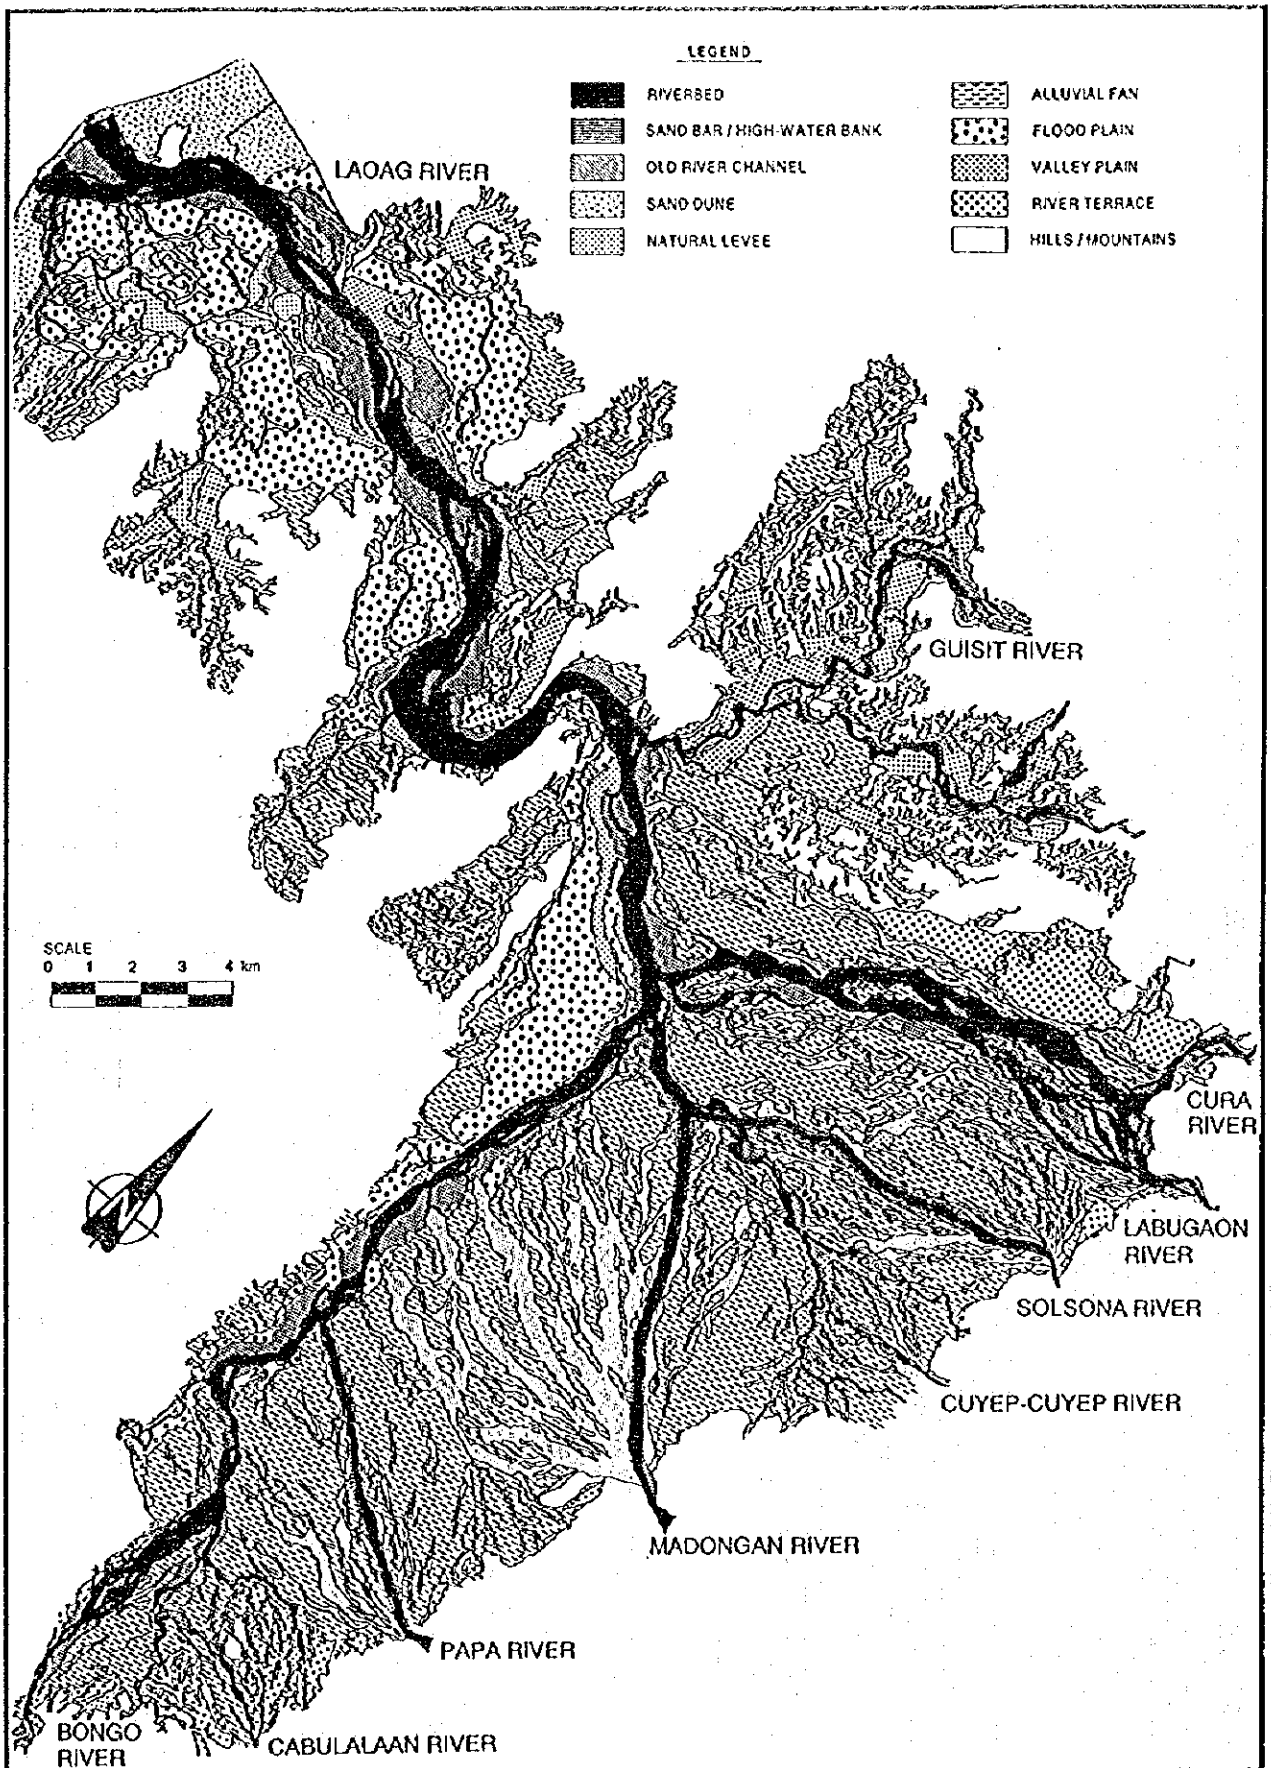 LEGEND
RIVERBED
SAND BAR / HIGH-WATER BANK
OLD RIVER CHANNEL
SAND DUNE
NATURAL LEVEE
ALLUVIAL FAN
FLOOD PLAIN
VALLEY PLAIN
RIVER TERRACE
HILLS / MOUNTAINS
LAOAG RIVER
GUISIT RIVER
SCALE
0 1 2 3 4 km
CURA
RIVER
LABUGAON
RIVER
SOLSONA RIVER
CUYEP-CUYEP RIVER
MADONGAN RIVER
PAPA RIVER
BONGO
RIVER
CABULALAAN RIVER